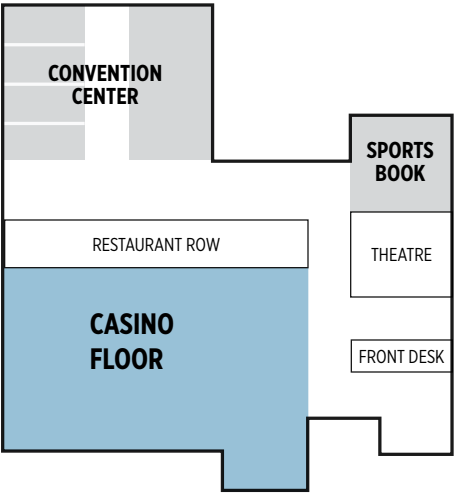 CONVENTION
CENTER
SPORTS
BOOK
RESTAURANT ROW
THEATRE
CASINO
FLOOR
FRONT DESK